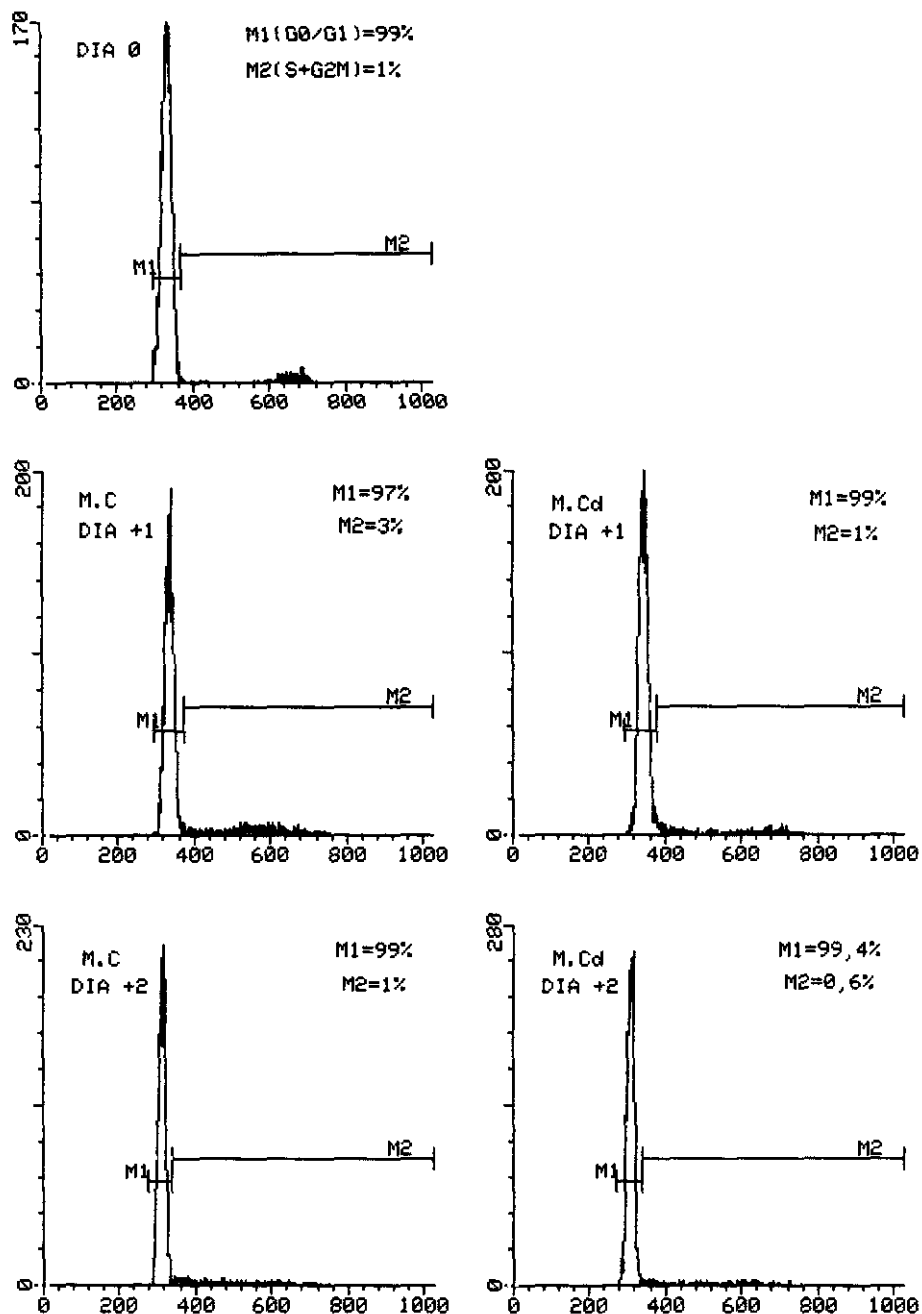 170
DIA 0
M1(G0/G1)=99%
M2(S+G2M)=1%
M2
M1
0
0 200 400 600 800 1000
200
M.C
DIA +1
M1=97%
M2=3%
M2
M1
0
0 200 400 600 800 1000
200
M.Cd
DIA +1
M1=99%
M2=1%
M2
M1
0
0 200 400 600 800 1000
230
M.C
DIA +2
M1=99%
M2=1%
M2
M1
0
0 200 400 600 800 1000
280
M.Cd
DIA +2
M1=99,4%
M2=0,6%
M2
M1
0
0 200 400 600 800 1000